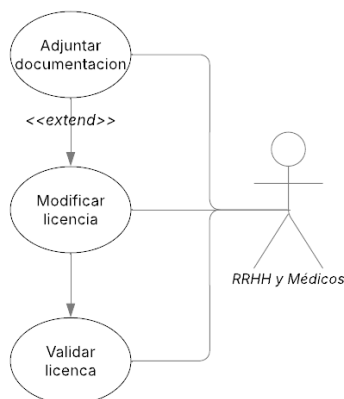 Adjuntar
documentacion
<<extend>>
Modificar
licencia
RRHH y Médicos
Validar
licenca